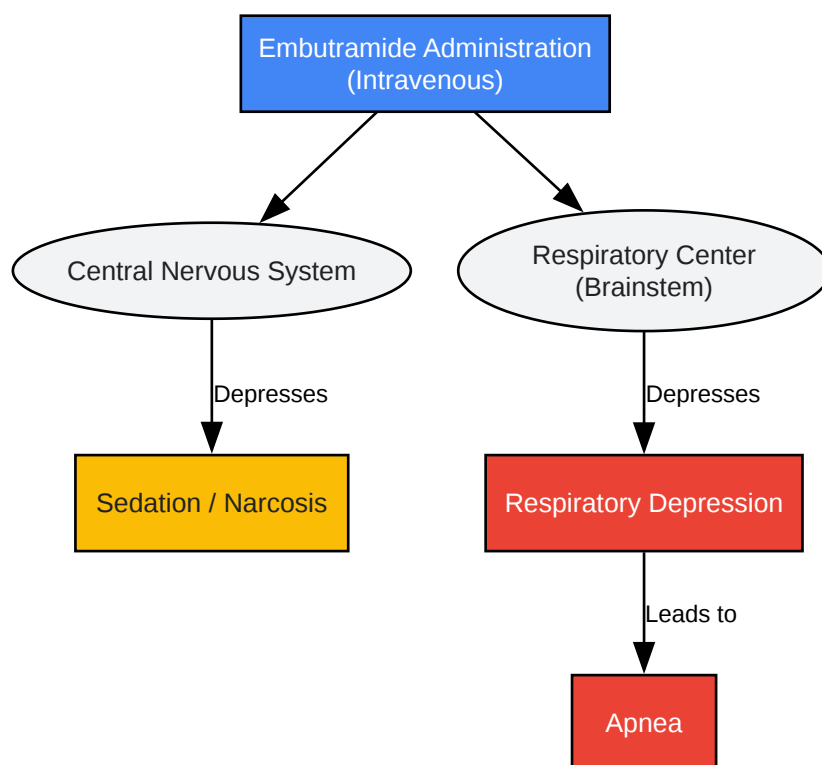 Embutramide Administration
(Intravenous)
Central Nervous System
Respiratory Center
(Brainstem)
Depresses
Depresses
Sedation / Narcosis
Respiratory Depression
Leads to
Apnea